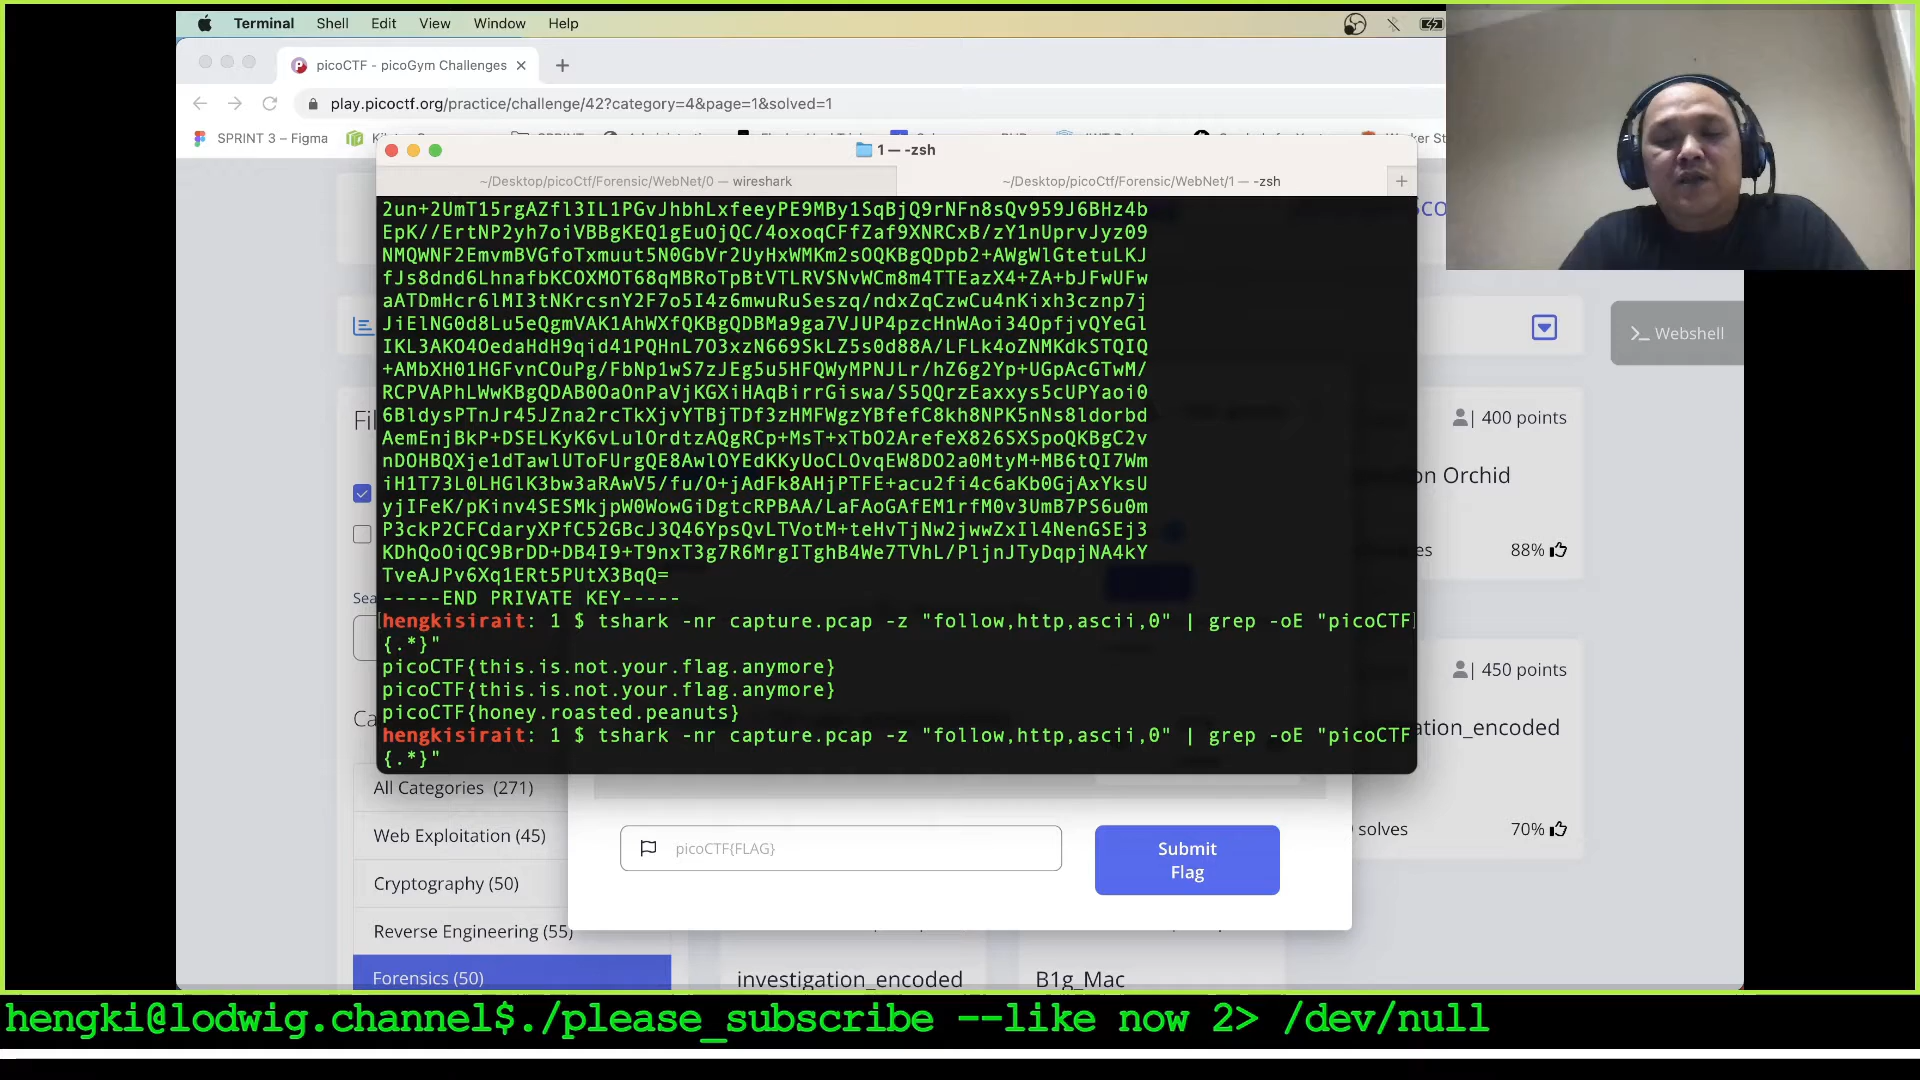 Terminal Shell Edit View Window Help
picoCTF - picoGym Challenges
play.picoctf.org/practice/challenge/42?category=4&page=1&solved=1
SPRINT 3 – Figma
1 — -zsh
~/Desktop/picoCtf/Forensic/WebNet/0 — wireshark
~/Desktop/picoCtf/Forensic/WebNet/1 — -zsh
2un+2UmT15rgAZfl3IL1PGvJhbhLxfeeyPE9MBy1SqBjQ9rNFn8sQv959J6BHz4b
EpK//ErtNP2yh7oiVBBgKEQ1gEuOjQC/4oxoqCFfZaf9XNRCxB/zY1nUprvJyz09
NMQWNF2EmvmBVGfoTxmuut5N0GbVr2UyHxWMKm2sOQKBgQDpb2+AWgWlGtetuLKJ
fJs8dnd6LhnafbKCOXMOT68qMBRoTpBtVTLRVSNvWCm8m4TTEazX4+ZA+bJFwUFw
aATDmHcr6lMI3tNKrcsnY2F7o5I4z6mwuRuSeszq/ndxZqCzwCu4nKixh3cznp7j
JiElNG0d8Lu5eQgmVAK1AhWXfQKBgQDBMa9ga7VJUP4pzcHnWAoi34OpfjvQYeGl
IKL3AKO4OedaHdH9qid41PQHnL7O3xzN669SkLZ5s0d88A/LFLk4oZNMKdkSTQIQ
+AMbXH01HGFvnCOuPg/FbNp1wS7zJEg5u5HFQWyMPNJLr/hZ6g2Yp+UGpAcGTwM/
RCPVAPhLWwKBgQDAB0OaOnPaVjKGXiHAqBirrGiswa/S5QQrzEaxxys5cUPYaoi0
6BldysPTnJr45JZna2rcTkXjvYTBjTDf3zHMFWgzYBfefC8kh8NPK5nNs8ldorbd
AemEnjBkP+DSELKyK6vLulOrdtzAQgRCp+MsT+xTbO2ArefeX826SXSpoQKBgC2v
nDOHBQXje1dTawlUToFUrgQE8AwlOYEdKKyUoCLOvqEW8DO2a0MtyM+MB6tQI7Wm
iH1T73L0LHGlK3bw3aRAwV5/fu/O+jAdFk8AHjPTFE+acu2fi4c6aKb0GjAxYksU
yjIFeK/pKinv4SESMkjpW0WowGiDgtcRPBAA/LaFAoGAfEM1rfM0v3UmB7PS6u0m
P3ckP2CFCdaryXPfC52GBcJ3Q46YpsQvLTVotM+teHvTjNw2jwwZxIl4NenGSEj3
KDhQoOiQC9BrDD+DB4I9+T9nxT3g7R6MrgITghB4We7TVhL/PljnJTyDqpjNA4kY
TveAJPv6Xq1ERt5PUtX3BqQ=
-----END PRIVATE KEY-----
hengkisirait: 1 $ tshark -nr capture.pcap -z "follow,http,ascii,0" | grep -oE "picoCTF
{.*}"
picoCTF{this.is.not.your.flag.anymore}
picoCTF{this.is.not.your.flag.anymore}
picoCTF{honey.roasted.peanuts}
hengkisirait: 1 $ tshark -nr capture.pcap -z "follow,http,ascii,0" | grep -oE "picoCTF
{.*}"
Webshell
| 400 points
on Orchid
88%
| 450 points
igation_encoded
solves
70%
All Categories (271)
Web Exploitation (45)
Cryptography (50)
Reverse Engineering (55)
Forensics (50)
picoCTF{FLAG}
Submit
Flag
investigation_encoded
B1g_Mac
hengki@lodwig.channel$./please_subscribe --like now 2> /dev/null